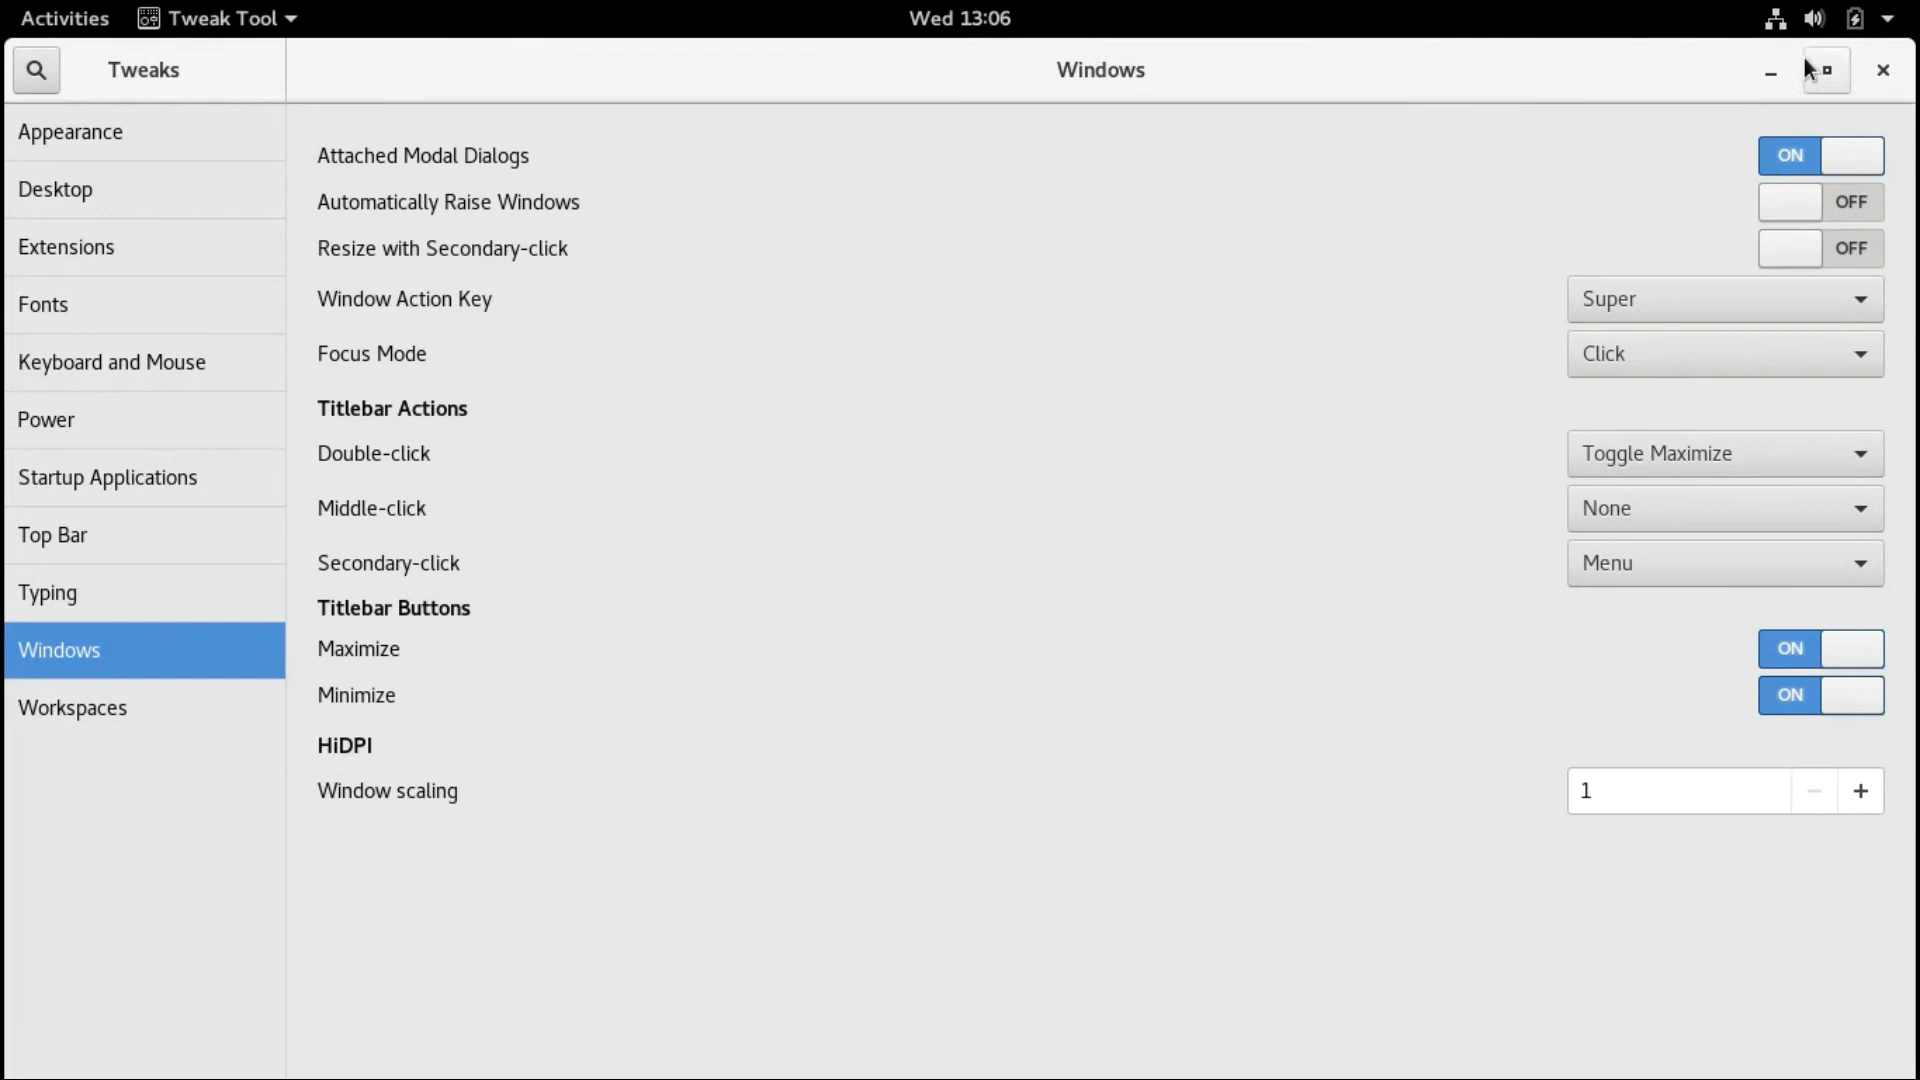 Activities Tweak Tool Wed 13:06
Tweaks Windows
Appearance
Desktop
Extensions
Fonts
Keyboard and Mouse
Power
Startup Applications
Top Bar
Typing
Windows
Workspaces
Attached Modal Dialogs ON
Automatically Raise Windows OFF
Resize with Secondary-click OFF
Window Action Key Super
Focus Mode Click
Titlebar Actions
Double-click Toggle Maximize
Middle-click None
Secondary-click Menu
Titlebar Buttons
Maximize ON
Minimize ON
HiDPI
Window scaling 1 − +